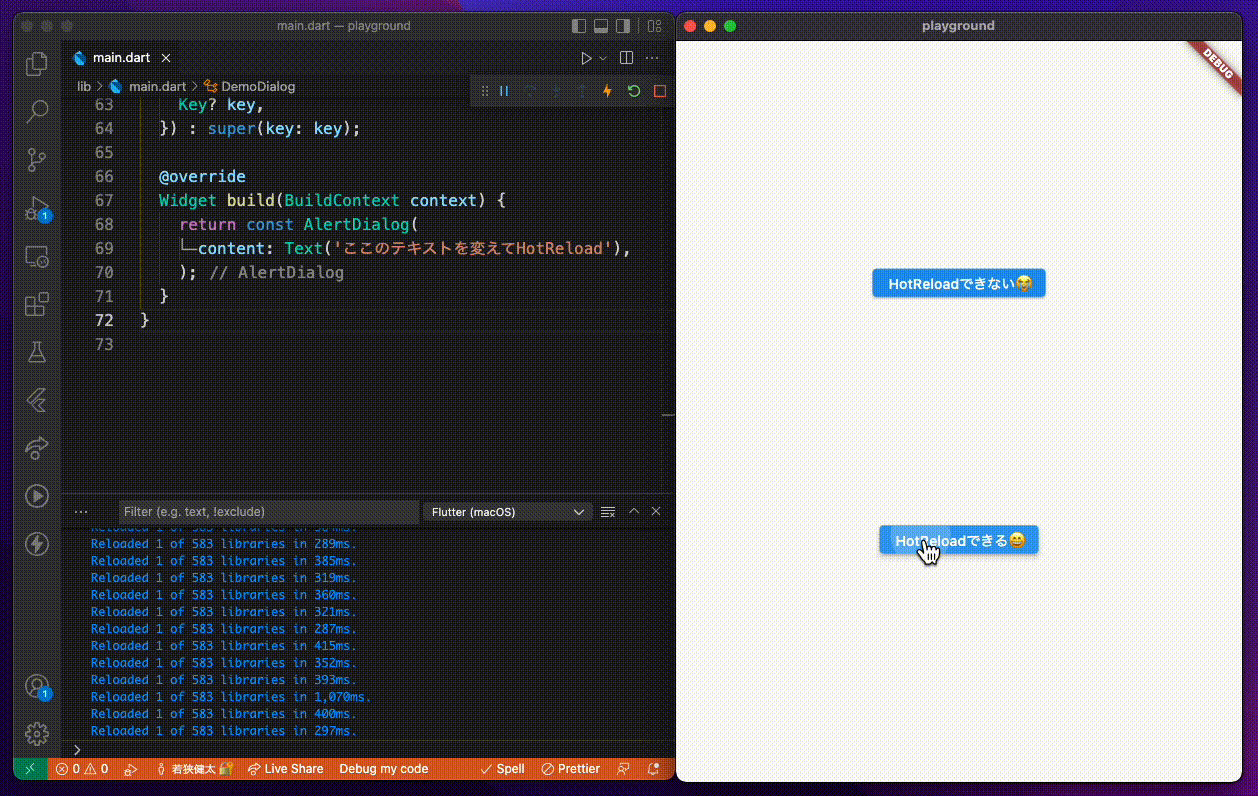 main.dart — playground
main.dart
lib > main.dart > DemoDialog
63 Key? key,
64 }) : super(key: key);
65
66 @override
67 Widget build(BuildContext context) {
68 return const AlertDialog(
69 content: Text('ここのテキストを変えてHotReload'),
70 ); // AlertDialog
71 }
72 }
73
Filter (e.g. text, !exclude)
Flutter (macOS)
Reloaded 1 of 583 libraries in 289ms.
Reloaded 1 of 583 libraries in 385ms.
Reloaded 1 of 583 libraries in 319ms.
Reloaded 1 of 583 libraries in 360ms.
Reloaded 1 of 583 libraries in 321ms.
Reloaded 1 of 583 libraries in 287ms.
Reloaded 1 of 583 libraries in 415ms.
Reloaded 1 of 583 libraries in 352ms.
Reloaded 1 of 583 libraries in 393ms.
Reloaded 1 of 583 libraries in 1,070ms.
Reloaded 1 of 583 libraries in 400ms.
Reloaded 1 of 583 libraries in 297ms.
1
1
0 0 若狭健太🔐 Live Share Debug my code Spell Prettier
playground
DEBUG
HotReloadできない😭
HotReloadできる😄